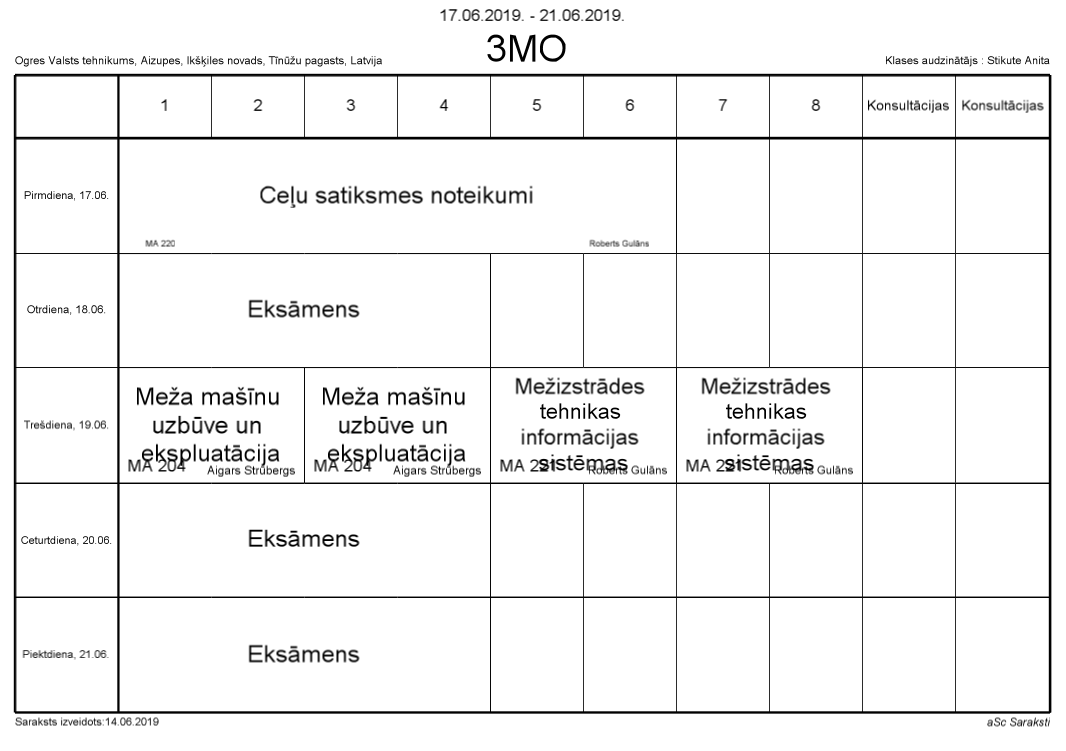 17.06.2019. - 21.06.2019.
3MO
Ogres Valsts tehnikums, Aizupes, Ikšķiles novads, Tīnūžu pagasts, Latvija
Klases audzinātājs : Stikute Anita
1 2 3 4 5 6 7 8 Konsultācijas Konsultācijas
Pirmdiena, 17.06.
Ceļu satiksmes noteikumi
MA 220
Roberts Gulāns
Otrdiena, 18.06.
Eksāmens
Trešdiena, 19.06.
Meža mašīnu
uzbūve un
ekspluatācija
MA 204
Aigars Strūbergs
Meža mašīnu
uzbūve un
ekspluatācija
MA 204
Aigars Strūbergs
Mežizstrādes
tehnikas
informācijas
sistēmas
MA 221
Roberts Gulāns
Mežizstrādes
tehnikas
informācijas
sistēmas
MA 221
Roberts Gulāns
Ceturtdiena, 20.06.
Eksāmens
Piektdiena, 21.06.
Eksāmens
Saraksts izveidots:14.06.2019
aSc Saraksti